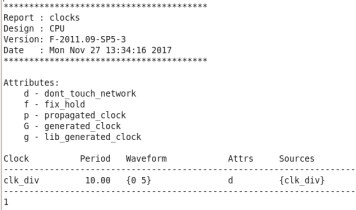 ****************************************
Report : clocks
Design : CPU
Version: F-2011.09-SP5-3
Date   : Mon Nov 27 13:34:16 2017
****************************************
Attributes:
    d - dont_touch_network
    f - fix_hold
    p - propagated_clock
    G - generated_clock
    g - lib_generated_clock
Clock          Period   Waveform            Attrs     Sources
--------------------------------------------------------------------------------
clk_div         10.00   {0 5}               d         {clk_div}
--------------------------------------------------------------------------------
1